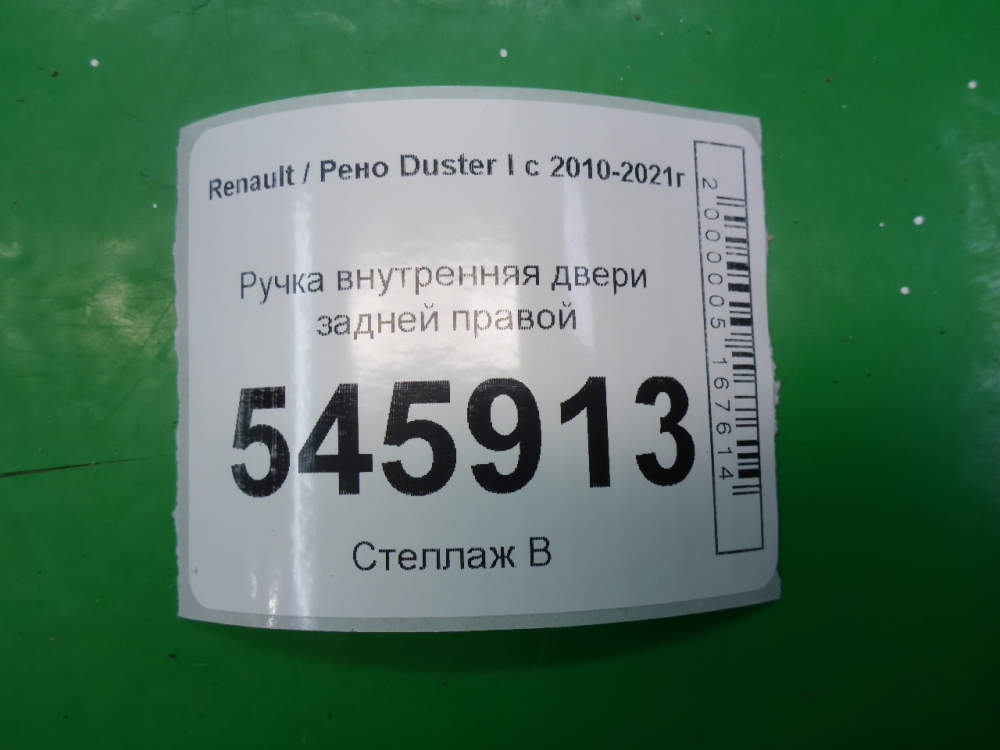 Renault / Рено Duster I с 2010-2021г
Ручка внутренняя двери
задней правой
545913
Стеллаж В
2000005167614